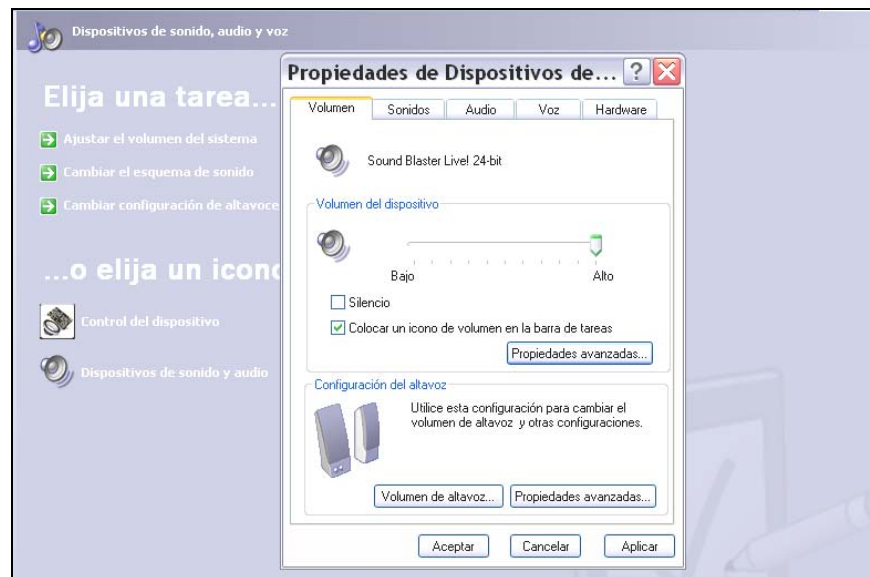 Dispositivos de sonido, audio y voz
Elija una tarea...
Ajustar el volumen del sistema
Cambiar el esquema de sonido
Cambiar configuración de altavoce
...o elija un icono
Control del dispositivo
Dispositivos de sonido y audio
Propiedades de Dispositivos de...
Volumen Sonidos Audio Voz Hardware
Sound Blaster Live! 24-bit
Volumen del dispositivo
Bajo Alto
Silencio
Colocar un icono de volumen en la barra de tareas
Propiedades avanzadas...
Configuración del altavoz
Utilice esta configuración para cambiar el
volumen de altavoz y otras configuraciones.
Volumen de altavoz... Propiedades avanzadas...
Aceptar Cancelar Aplicar